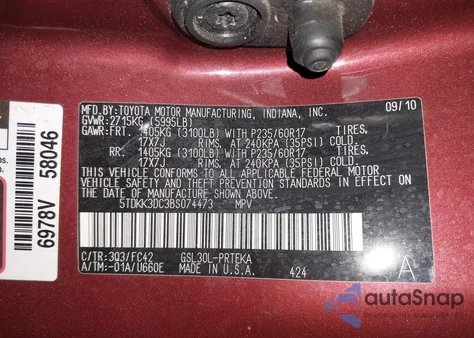 MFD.BY:TOYOTA MOTOR MANUFACTURING, INDIANA, INC.
GVWR:2715KG (5995LB) 09/10
GAWR:FRT. 1405KG (3100LB) WITH P235/60R17 TIRES,
17X7J RIMS, AT 240KPA (35PSI) COLD
RR. 1405KG (3100LB) WITH P235/60R17 TIRES,
17X7J RIMS, AT 240KPA (35PSI) COLD
THIS VEHICLE CONFORMS TO ALL APPLICABLE FEDERAL MOTOR
VEHICLE SAFETY, BUMPER, AND THEFT PREVENTION STANDARDS
IN EFFECT ON THE DATE OF MANUFACTURE SHOWN ABOVE.
5TDKK3DC3BS074473 MPV
C/TR:3Q3/FC42 GSL30L-PRTEKA
A/TM:-01A/U660E MADE IN U.S.A. 424
A
6978V 58046
lbs.
autoSnap